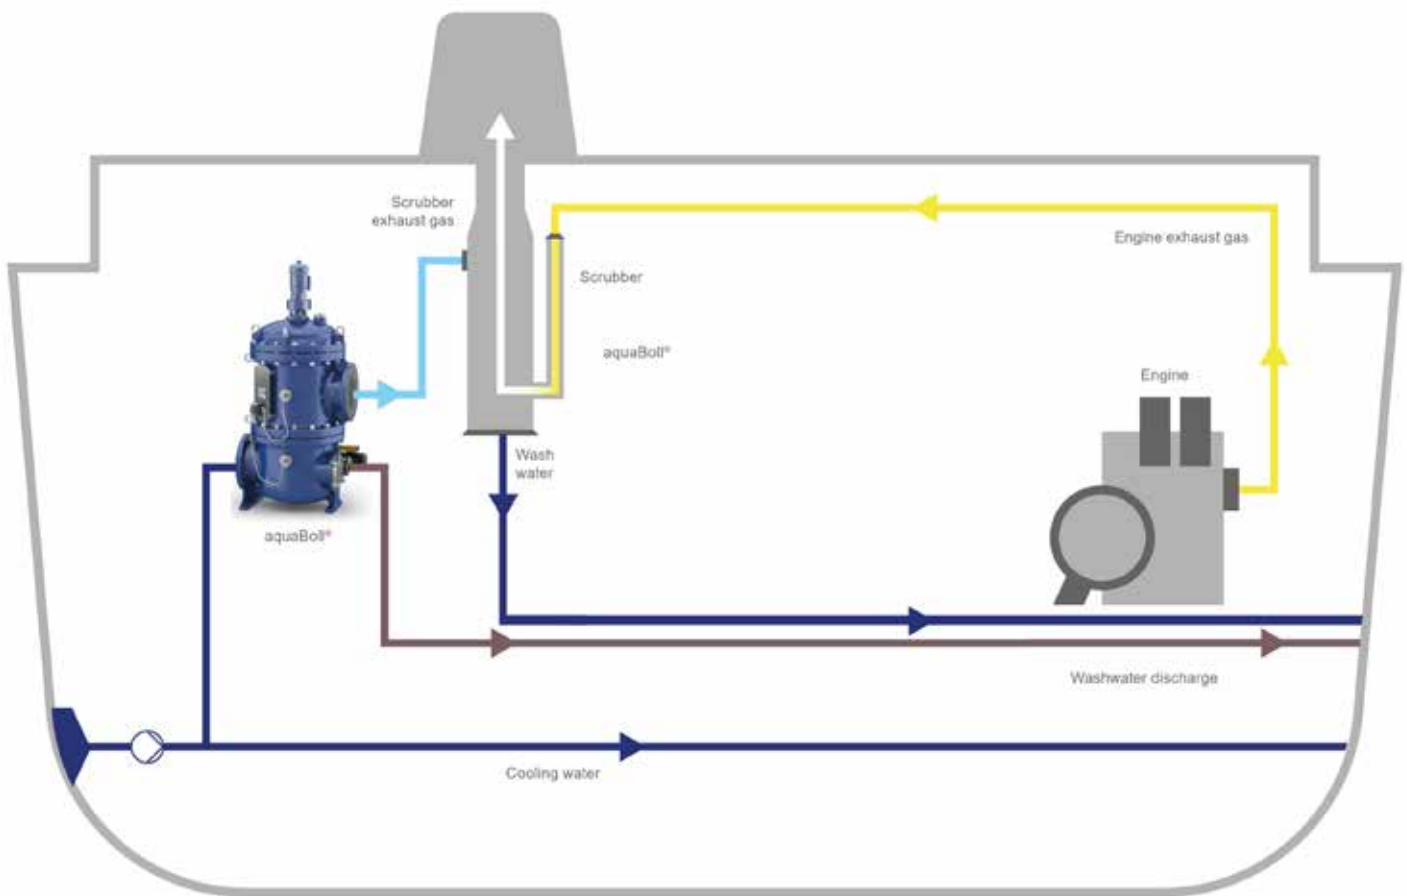 Scrubber
exhaust gas
Engine exhaust gas
Scrubber
aquaBoll®
Engine
Wash
water
aquaBoll®
Washwater discharge
Cooling water